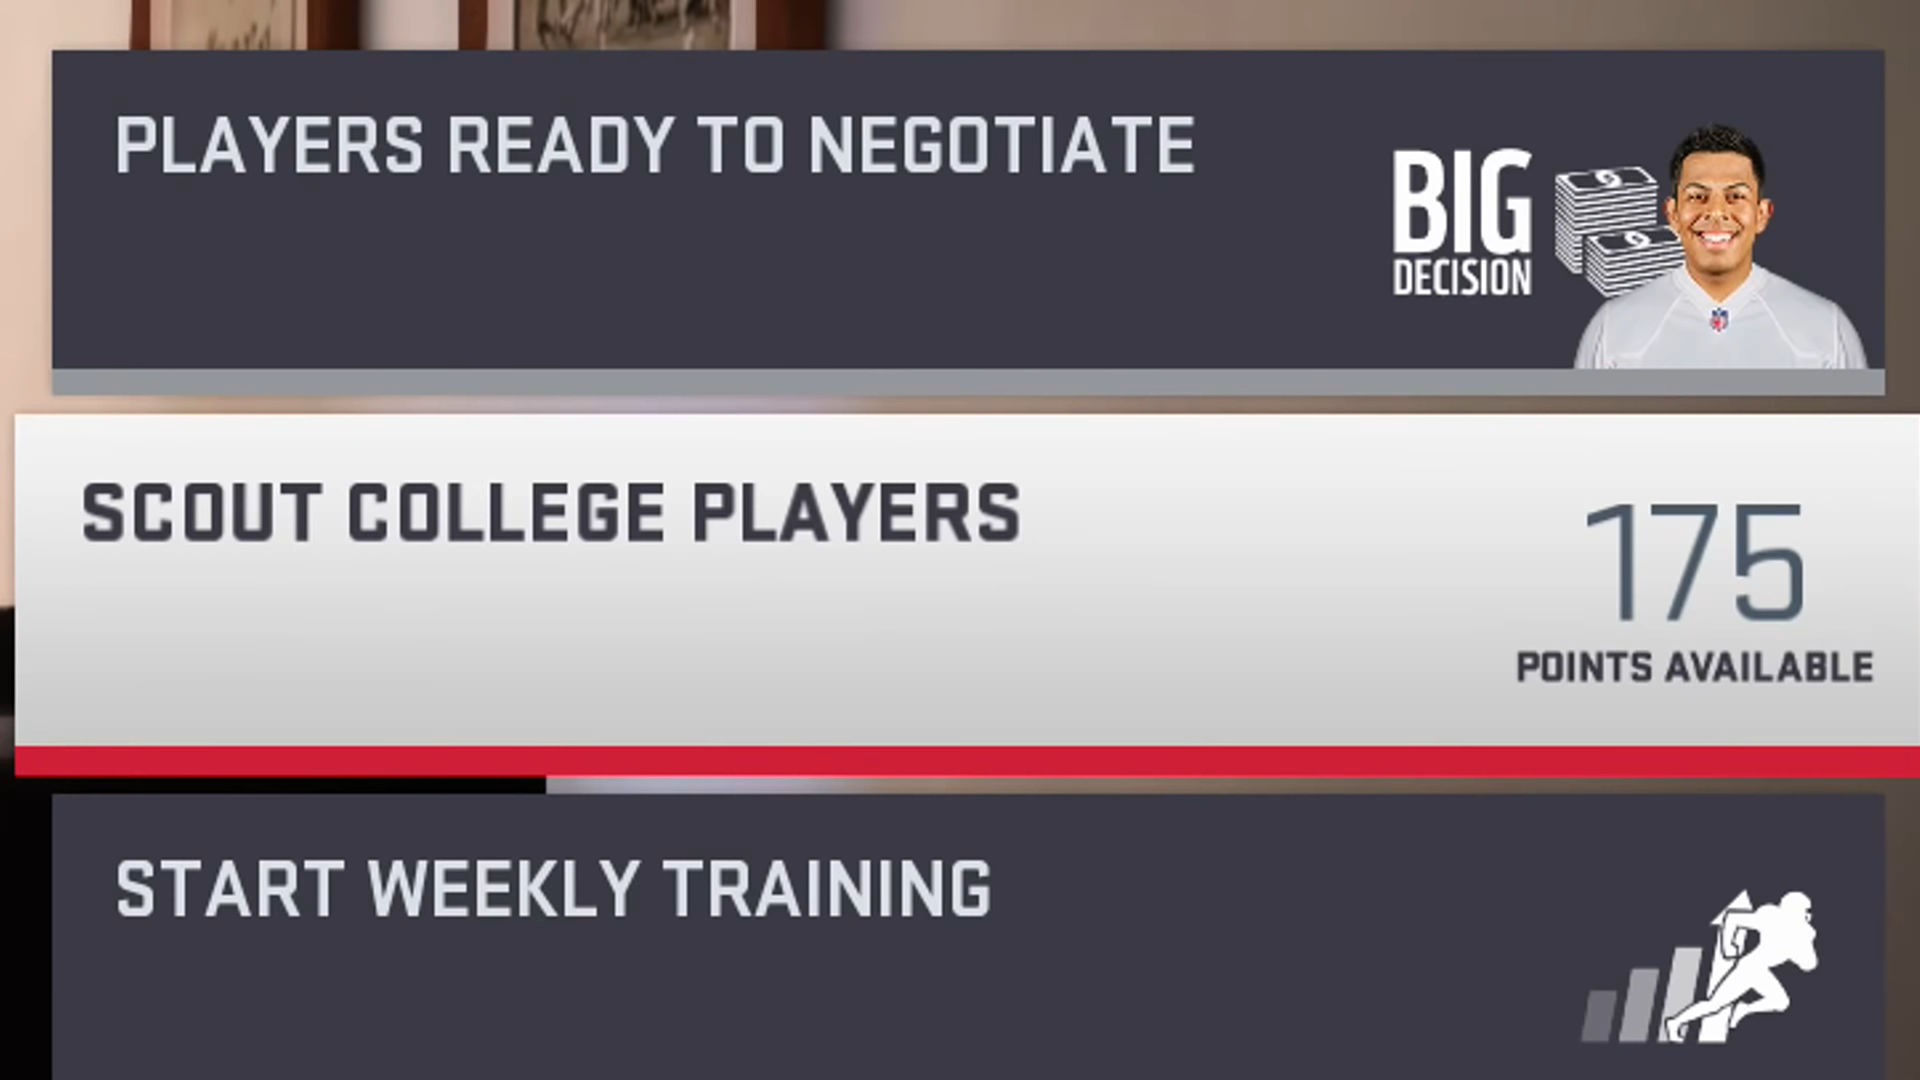 PLAYERS READY TO NEGOTIATE
BIG
DECISION
SCOUT COLLEGE PLAYERS
175
POINTS AVAILABLE
START WEEKLY TRAINING